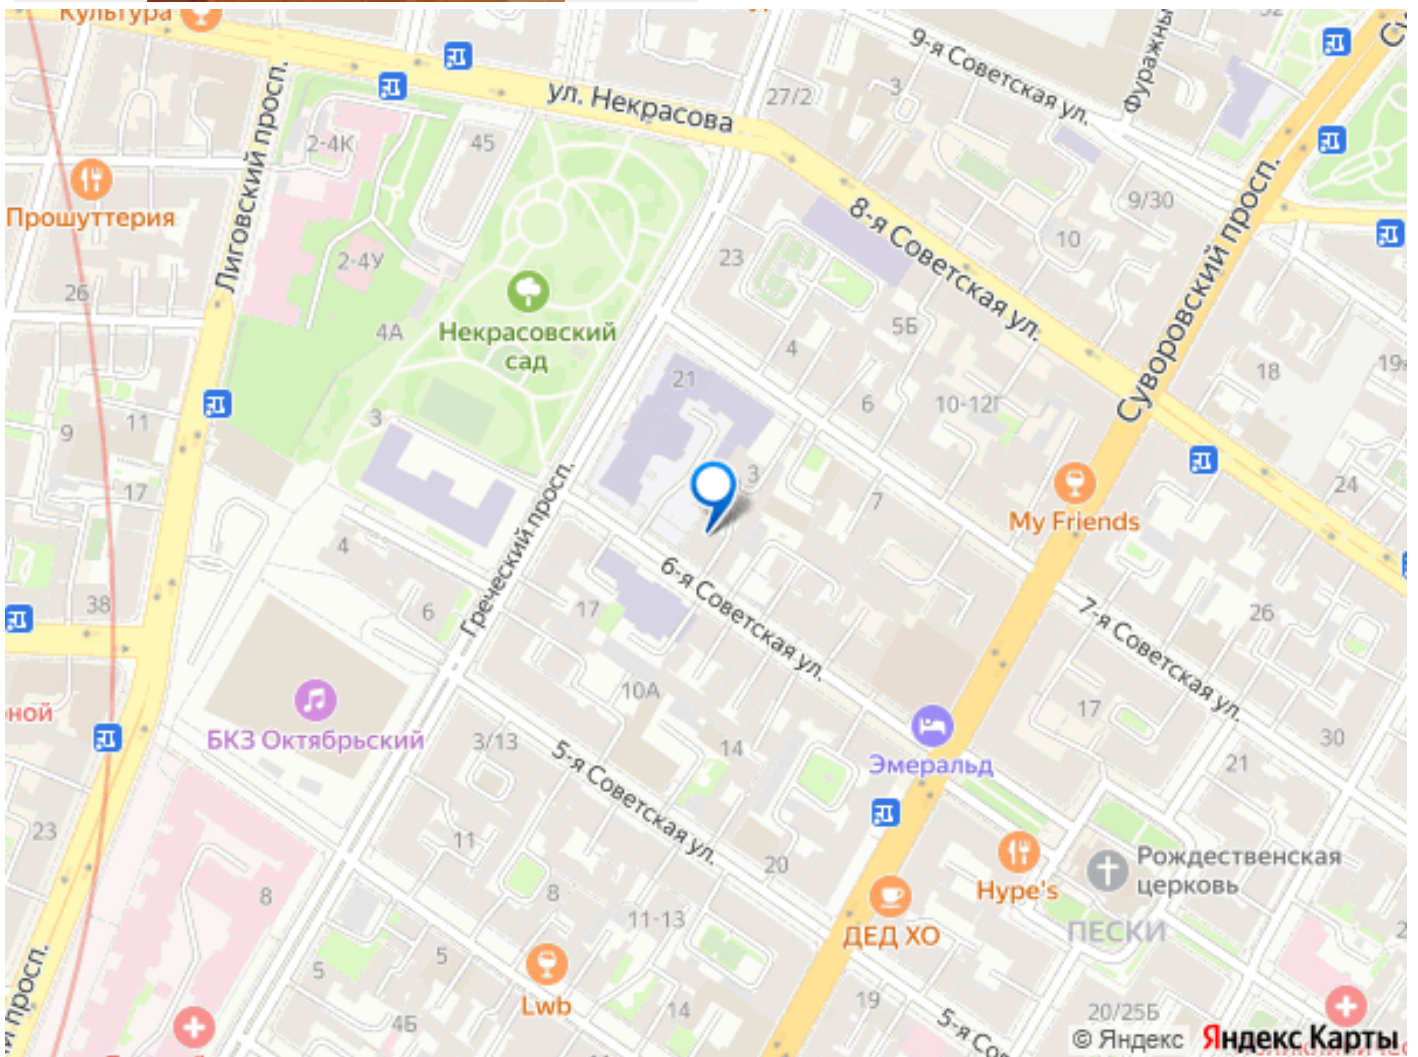 Культура
9-я Советская ул.
Фуражны
3
27/2
ул. Некрасова
2-4К
45
Лиговский просп.
Прошуттерия
9/30
8-я Советская ул.
10
Суворовский просп.
23
2-4У
26
4А
Некрасовский
сад
5Б
4
18
21
6
10-12Г
3
11
9
17
3
7
24
My Friends
Греческий просп.
4
6-я Советская ул.
38
6
17
7-я Советская ул.
26
10А
ной
БКЗ Октябрьский
3/13
5-я Советская ул.
14
Эмеральд
17
30
21
23
11
20
Hype's
Рождественская
церковь
8
8
11-13
ДЕД ХО
ПЕСКИ
5
5
Lwb
14
19
4Б
20/25Б
5-я Со
й просп.
© Яндекс
Яндекс Карты